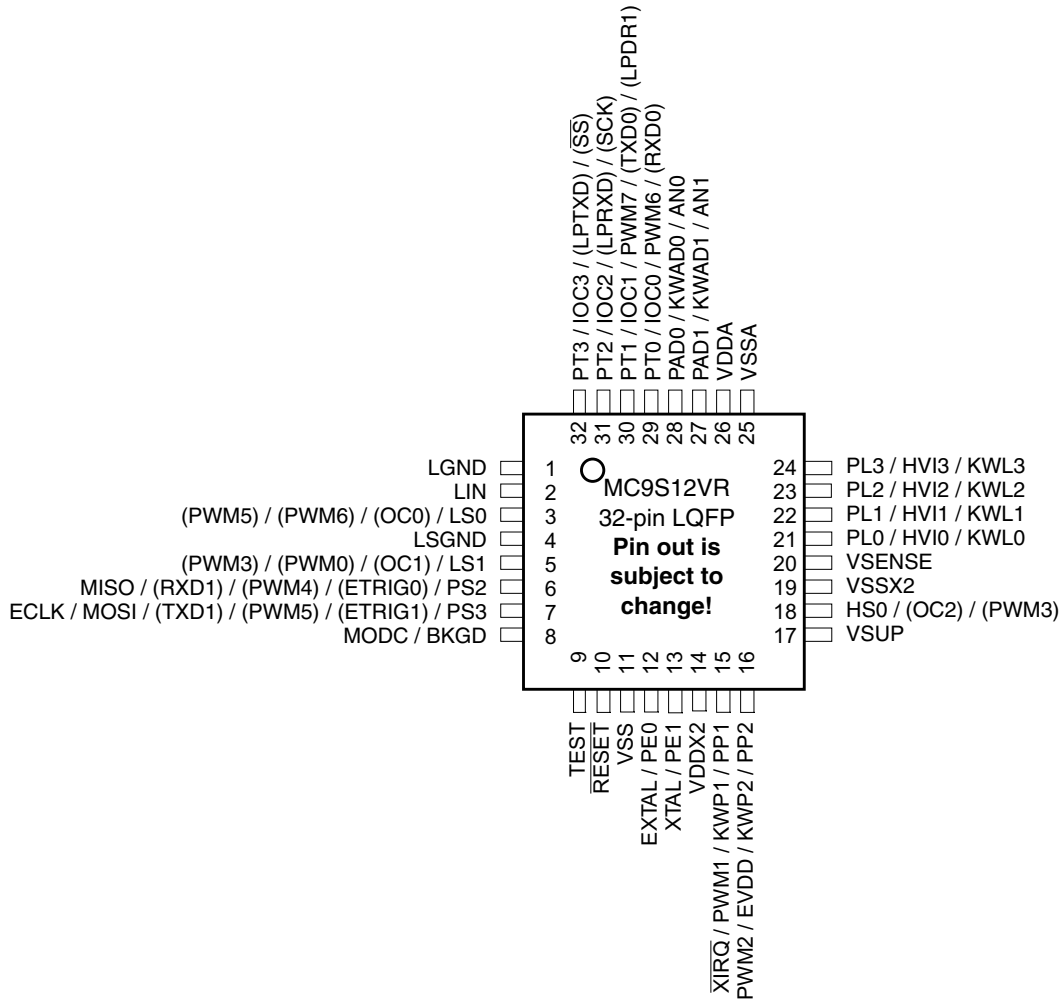 PT3 / IOC3 / (LPTXD) / (S̅S̅)
PT2 / IOC2 / (LPRXD) / (SCK)
PT1 / IOC1 / PWM7 / (TXD0) / (LPDR1)
PT0 / IOC0 / PWM6 / (RXD0)
PAD0 / KWAD0 / AN0
PAD1 / KWAD1 / AN1
VDDA
VSSA
32 31 30 29 28 27 26 25
LGND 1
LIN 2
(PWM5) / (PWM6) / (OC0) / LS0 3
LSGND 4
(PWM3) / (PWM0) / (OC1) / LS1 5
MISO / (RXD1) / (PWM4) / (ETRIG0) / PS2 6
ECLK / MOSI / (TXD1) / (PWM5) / (ETRIG1) / PS3 7
MODC / BKGD 8
MC9S12VR
32-pin LQFP
Pin out is
subject to
change!
24 PL3 / HVI3 / KWL3
23 PL2 / HVI2 / KWL2
22 PL1 / HVI1 / KWL1
21 PL0 / HVI0 / KWL0
20 VSENSE
19 VSSX2
18 HS0 / (OC2) / (PWM3)
17 VSUP
9 10 11 12 13 14 15 16
TEST
R̅E̅S̅E̅T̅
VSS
EXTAL / PE0
XTAL / PE1
VDDX2
X̅I̅R̅Q̅ / PWM1 / KWP1 / PP1
PWM2 / EVDD / KWP2 / PP2